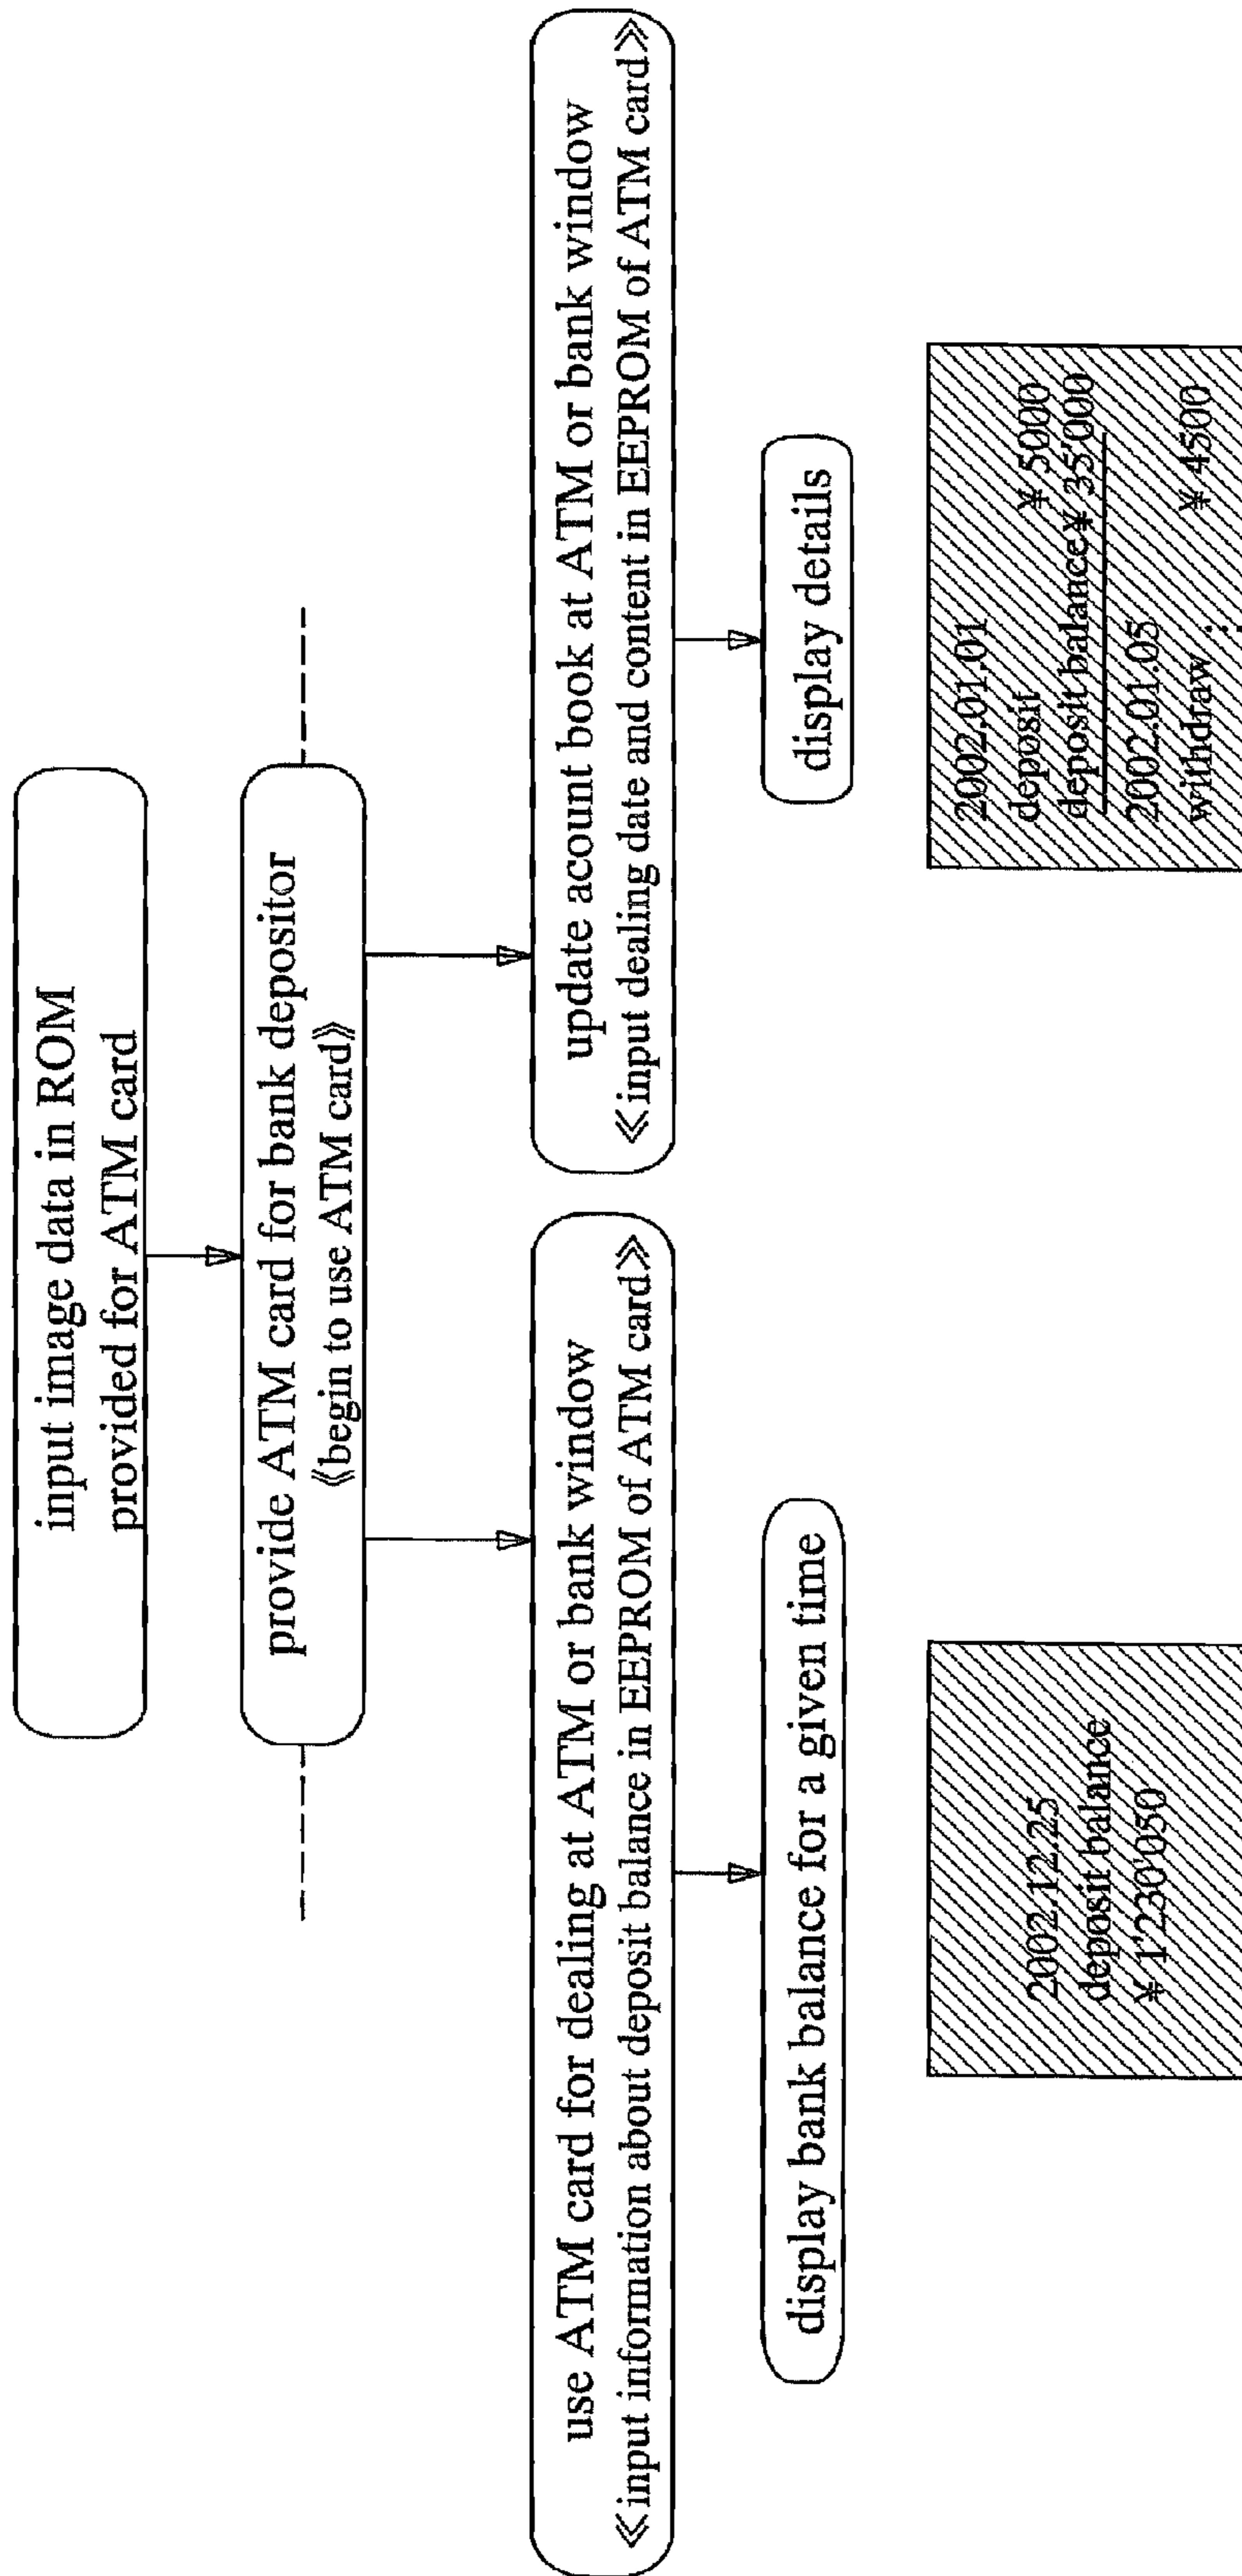 input image data in ROM
provided for ATM card
provide ATM card for bank depositor
《begin to use ATM card》
use ATM card for dealing at ATM or bank window
≪input information about deposit balance in EEPROM of ATM card≫
display bank balance for a given time
2002.12.25
deposit balance
¥ 1'230'050
update acount book at ATM or bank window
≪input dealing date and content in EEPROM of ATM card≫
display details
2002.01.01
deposit ¥ 5000
deposit balance ¥ 35'000
2002.01.05
withdraw ¥ 4500
⋮